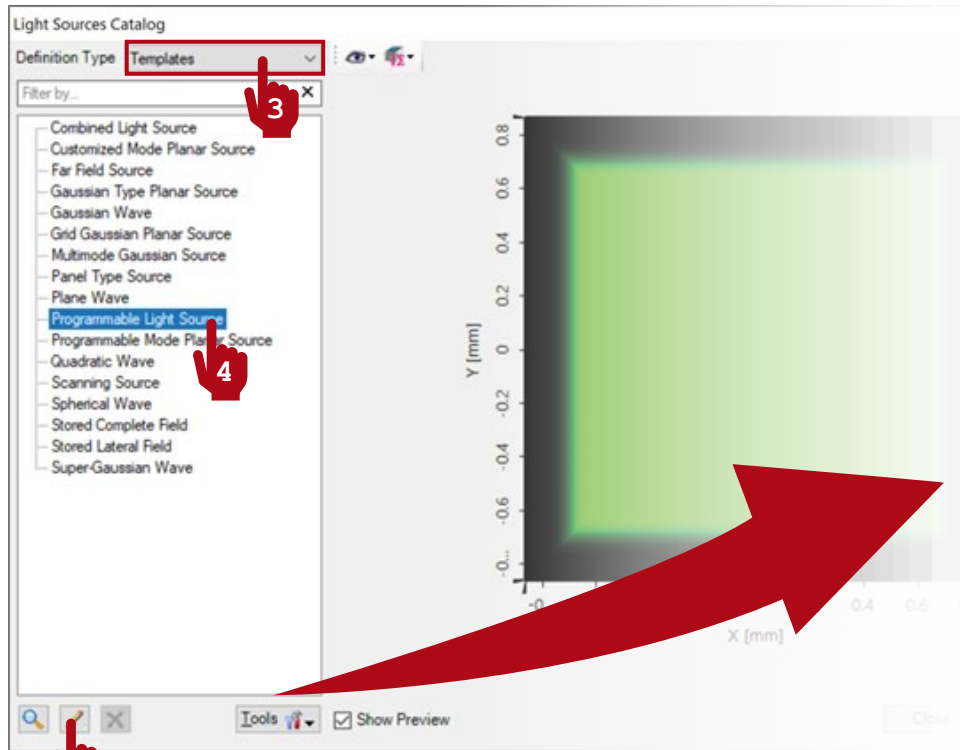 Light Sources Catalog
Definition Type Templates
Filter by... X
3
Combined Light Source
Customized Mode Planar Source
Far Field Source
Gaussian Type Planar Source
Gaussian Wave
Grid Gaussian Planar Source
Multimode Gaussian Source
Panel Type Source
Plane Wave
Programmable Light Source
Programmable Mode Planar Source
Quadratic Wave
4
Scanning Source
Spherical Wave
Stored Complete Field
Stored Lateral Field
Super-Gaussian Wave
0.8
0.6
0.4
0.2
0
-0.2
-0.4
-0.6
-0...
Y [mm]
-0
0.4 0.6
X [mm]
Tools
Show Preview
Close